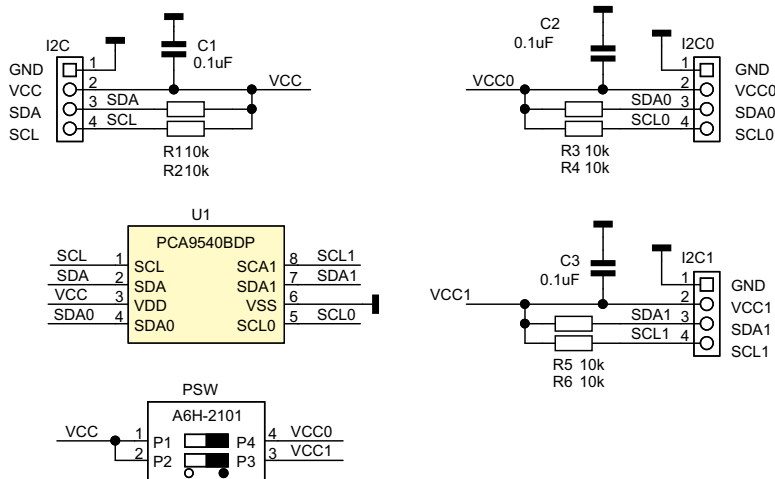 I2C
GND 1
VCC 2
SDA 3 SDA
SCL 4 SCL
C1
0.1uF
VCC
R1 10k
R2 10k
C2
0.1uF
I2C0
VCC0
1 GND
2 VCC0
SDA0 3 SDA0
SCL0 4 SCL0
R3 10k
R4 10k
U1
PCA9540BDP
SCL 1 SCL SCA1 8 SCL1
SDA 2 SDA SDA1 7 SDA1
VCC 3 VDD VSS 6
SDA0 4 SDA0 SCL0 5 SCL0
C3
0.1uF
I2C1
VCC1
1 GND
2 VCC1
SDA1 3 SDA1
SCL1 4 SCL1
R5 10k
R6 10k
PSW
A6H-2101
VCC 1 P1 P4 4 VCC0
2 P2 P3 3 VCC1